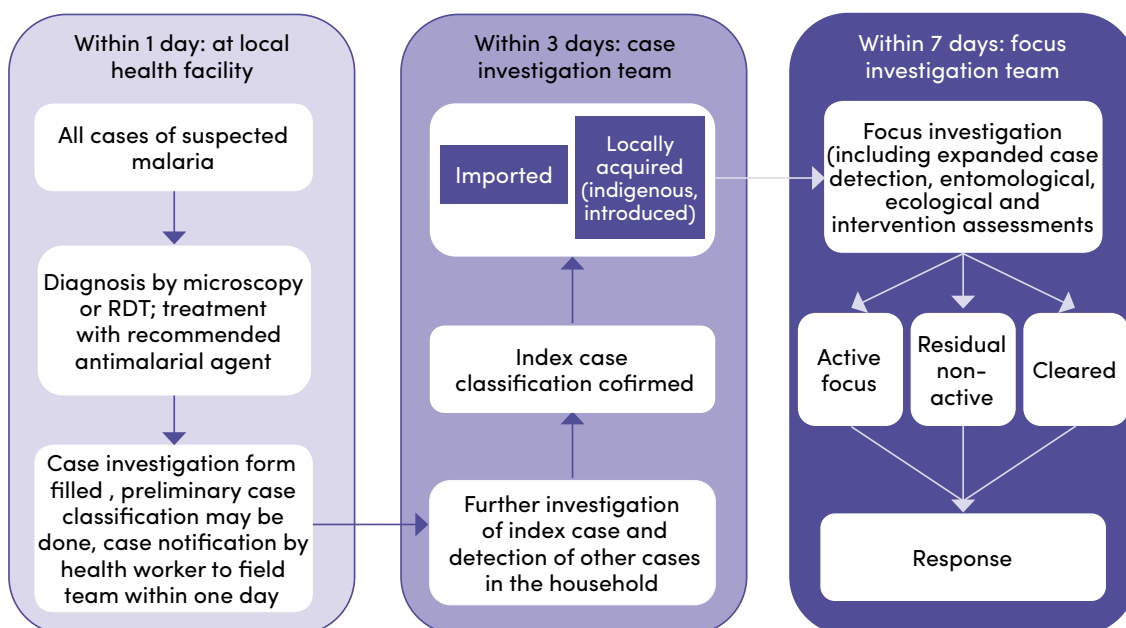 Within 1 day: at local
health facility
All cases of suspected
malaria
Diagnosis by microscopy
or RDT; treatment
with recommended
antimalarial agent
Case investigation form
filled , preliminary case
classification may be
done, case notification by
health worker to field
team within one day
Within 3 days: case
investigation team
Imported
Locally
acquired
(indigenous,
introduced)
Index case
classification cofirmed
Further investigation
of index case and
detection of other cases
in the household
Within 7 days: focus
investigation team
Focus investigation
(including expanded case
detection, entomological,
ecological and
intervention assessments
Active
focus
Residual
non-
active
Cleared
Response